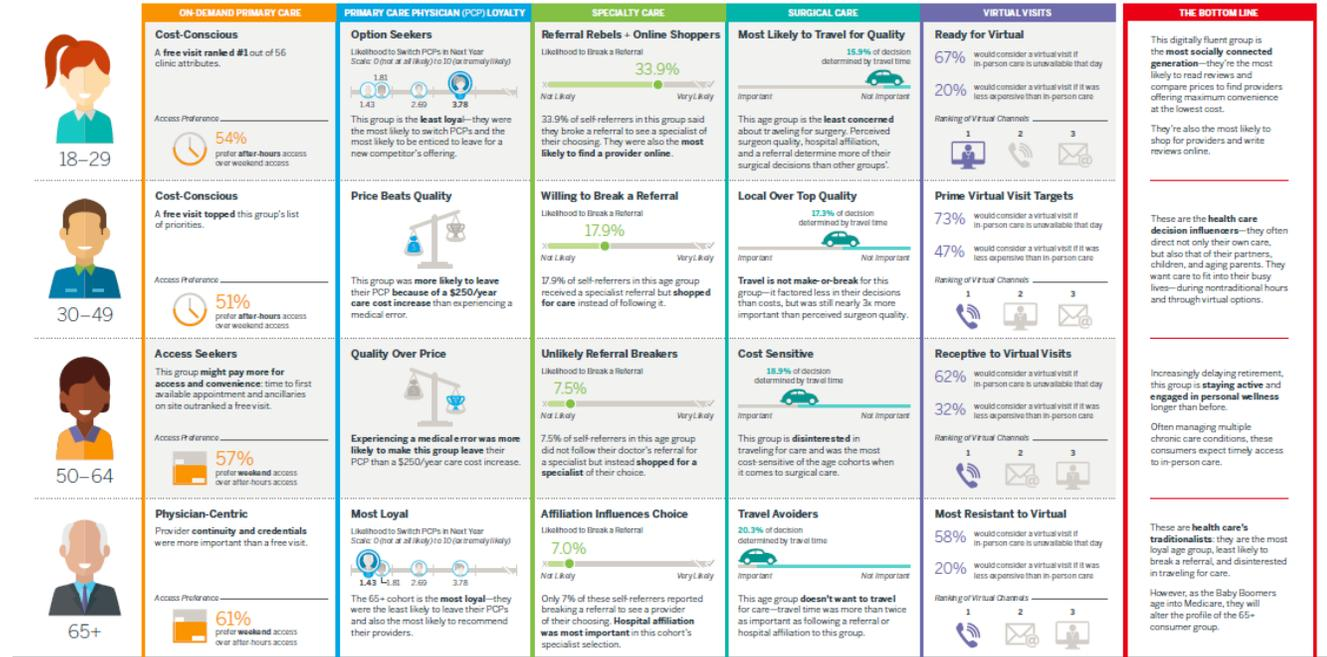 ON-DEMAND PRIMARY CARE
PRIMARY CARE PHYSICIAN (PCP) LOYALTY
SPECIALTY CARE
SURGICAL CARE
VIRTUAL VISITS
THE BOTTOM LINE
18–29
Cost-Conscious
A free visit ranked #1 out of 56
clinic attributes.
Access Preference
54%
prefer after-hours access
over weekend access
Option Seekers
Likelihood to Switch PCPs in Next Year
Scale: 0 (not at all likely) to 10 (extremely likely)
1.81
1.43
2.69
3.78
This group is the least loyal—they were
the most likely to switch PCPs and the
most likely to be enticed to leave for a
new competitor's offering.
Referral Rebels + Online Shoppers
Likelihood to Break a Referral
33.9%
Not Likely
Very Likely
33.9% of self-referrers in this group said
they broke a referral to see a specialist of
their choosing. They were also the most
likely to find a provider online.
Most Likely to Travel for Quality
15.9% of decision
determined by travel time
Important
Not Important
This age group is the least concerned
about traveling for surgery. Perceived
surgeon quality, hospital affiliation,
and a referral determine more of their
surgical decisions than other groups'.
Ready for Virtual
67%
would consider a virtual visit if
in-person care is unavailable that day
20%
would consider a virtual visit if it was
less expensive than in-person care
Ranking of Virtual Channels
1
2
3
This digitally fluent group is
the most socially connected
generation—they're the most
likely to read reviews and
compare prices to find providers
offering maximum convenience
at the lowest cost.
They're also the most likely to
shop for providers and write
reviews online.
30–49
Cost-Conscious
A free visit topped this group's list
of priorities.
Access Preference
51%
prefer after-hours access
over weekend access
Price Beats Quality
This group was more likely to leave
their PCP because of a $250/year
care cost increase than experiencing a
medical error.
Willing to Break a Referral
Likelihood to Break a Referral
17.9%
Not Likely
Very Likely
17.9% of self-referrers in this age group
received a specialist referral but shopped
for care instead of following it.
Local Over Top Quality
17.3% of decision
determined by travel time
Important
Not Important
Travel is not make-or-break for this
group—it factored less in their decisions
than costs, but was still nearly 3x more
important than perceived surgeon quality.
Prime Virtual Visit Targets
73%
would consider a virtual visit if
in-person care is unavailable that day
47%
would consider a virtual visit if it was
less expensive than in-person care
Ranking of Virtual Channels
1
2
3
These are the health care
decision influencers—they often
direct not only their own care,
but also that of their partners,
children, and aging parents. They
want care to fit into their busy
lives—during nontraditional hours
and through virtual options.
50–64
Access Seekers
This group might pay more for
access and convenience: time to first
available appointment and ancillaries
on site outranked a free visit.
Access Preference
57%
prefer weekend access
over after-hours access
Quality Over Price
Experiencing a medical error was more
likely to make this group leave their
PCP than a $250/year care cost increase.
Unlikely Referral Breakers
Likelihood to Break a Referral
7.5%
Not Likely
Very Likely
7.5% of self-referrers in this age group
did not follow their doctor's referral for
a specialist but instead shopped for a
specialist of their choice.
Cost Sensitive
18.9% of decision
determined by travel time
Important
Not Important
This group is disinterested in
traveling for care and was the most
cost-sensitive of the age cohorts when
it comes to surgical care.
Receptive to Virtual Visits
62%
would consider a virtual visit if
in-person care is unavailable that day
32%
would consider a virtual visit if it was
less expensive than in-person care
Ranking of Virtual Channels
1
2
3
Increasingly delaying retirement,
this group is staying active and
engaged in personal wellness
longer than before.
Often managing multiple
chronic care conditions, these
consumers expect timely access
to in-person care.
65+
Physician-Centric
Provider continuity and credentials
were more important than a free visit.
Access Preference
61%
prefer weekend access
over after-hours access
Most Loyal
Likelihood to Switch PCPs in Next Year
Scale: 0 (not at all likely) to 10 (extremely likely)
1.43
1.81
2.69
3.78
The 65+ cohort is the most loyal—they
were the least likely to leave their PCPs
and also the most likely to recommend
their providers.
Affiliation Influences Choice
Likelihood to Break a Referral
7.0%
Not Likely
Very Likely
Only 7% of these self-referrers reported
breaking a referral to see a provider
of their choosing. Hospital affiliation
was most important in this cohort's
specialist selection.
Travel Avoiders
20.3% of decision
determined by travel time
Important
Not Important
This age group doesn't want to travel
for care—travel time was more than twice
as important as following a referral or
hospital affiliation to this group.
Most Resistant to Virtual
58%
would consider a virtual visit if
in-person care is unavailable that day
20%
would consider a virtual visit if it was
less expensive than in-person care
Ranking of Virtual Channels
1
2
3
These are health care's
traditionalists: they are the most
loyal age group, least likely to
break a referral, and disinterested
in traveling for care.
However, as the Baby Boomers
age into Medicare, they will
alter the profile of the 65+
consumer group.